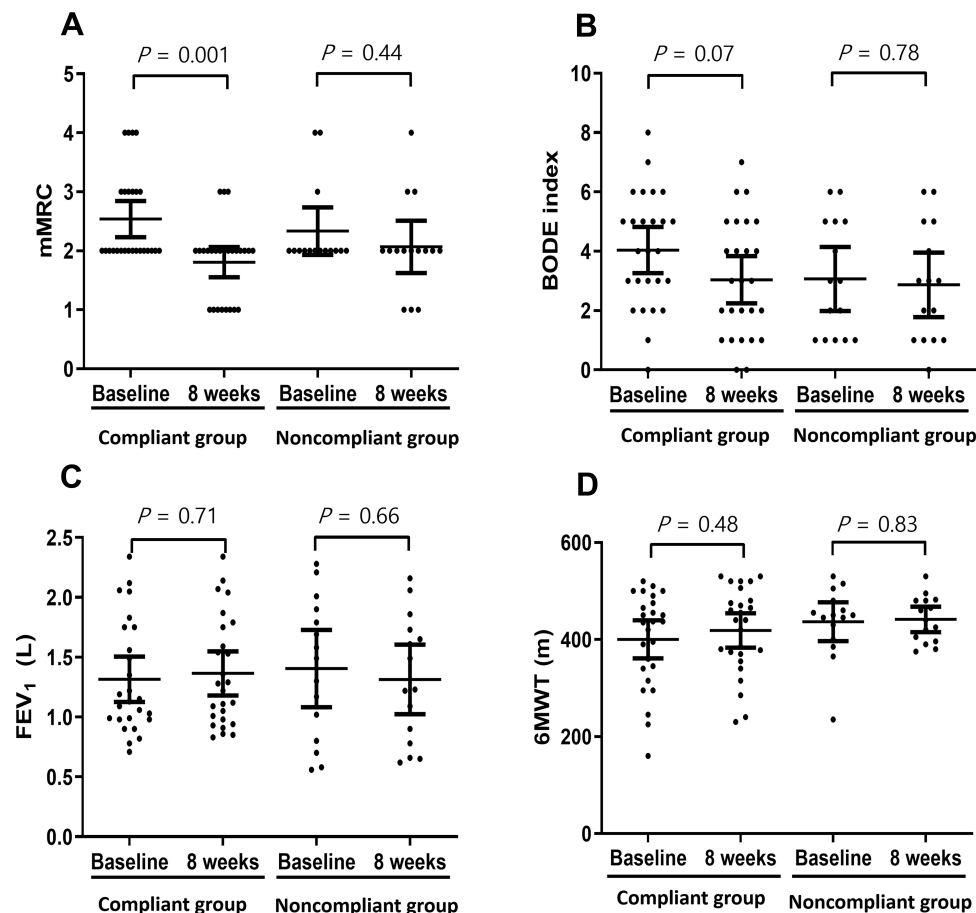 A
P = 0.001
P = 0.44
mMRC
5
4
3
2
1
0
Baseline
8 weeks
Baseline
8 weeks
Compliant group
Noncompliant group
B
P = 0.07
P = 0.78
BODE index
10
8
6
4
2
0
Baseline
8 weeks
Baseline
8 weeks
Compliant group
Noncompliant group
C
P = 0.71
P = 0.66
FEV1 (L)
2.5
2.0
1.5
1.0
0.5
0.0
Baseline
8 weeks
Baseline
8 weeks
Compliant group
Noncompliant group
D
P = 0.48
P = 0.83
6MWT (m)
600
400
200
0
Baseline
8 weeks
Baseline
8 weeks
Compliant group
Noncompliant group